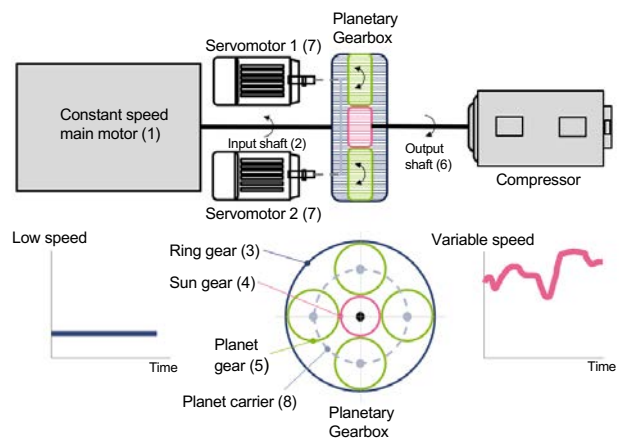 Planetary
Gearbox
Servomotor 1 (7)
Constant speed
main motor (1)
Input shaft (2)
Output
shaft (6)
Compressor
Servomotor 2 (7)
Low speed
Time
Ring gear (3)
Sun gear (4)
Planet
gear (5)
Planet carrier (8)
Planetary
Gearbox
Variable speed
Time